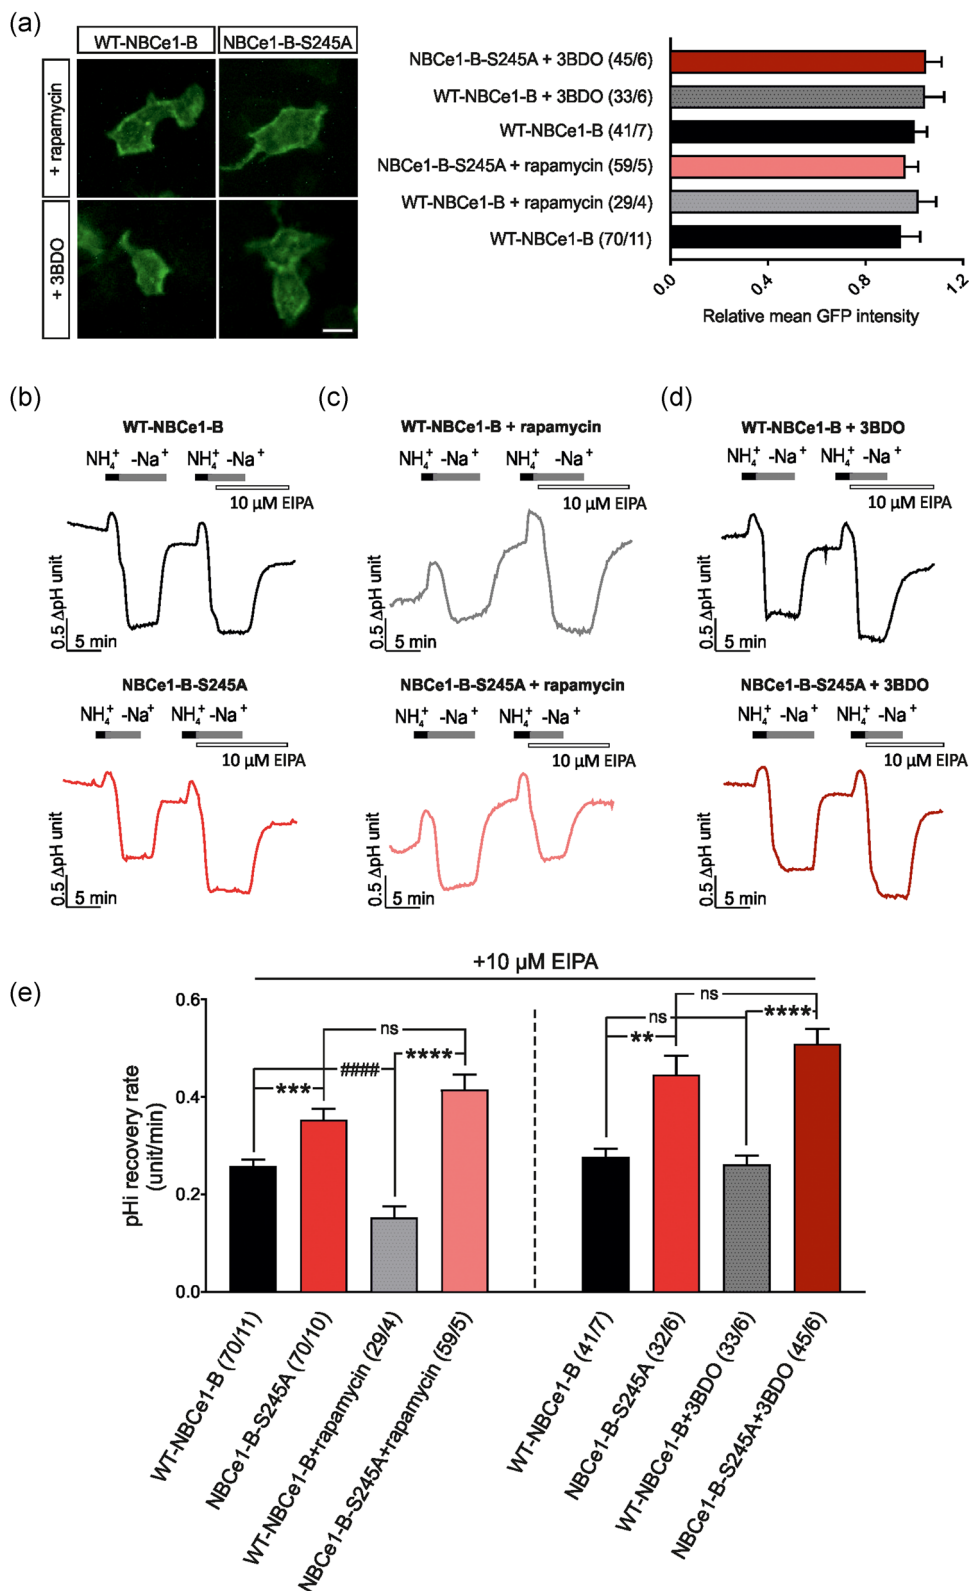 (a)
WT-NBCe1-B
NBCe1-B-S245A
+ rapamycin
+ 3BDO
NBCe1-B-S245A + 3BDO (45/6)
WT-NBCe1-B + 3BDO (33/6)
WT-NBCe1-B (41/7)
NBCe1-B-S245A + rapamycin (59/5)
WT-NBCe1-B + rapamycin (29/4)
WT-NBCe1-B (70/11)
0.0
0.4
0.8
1.2
Relative mean GFP intensity
(b)
WT-NBCe1-B
NH4+ -Na+
NH4+ -Na+
10 µM EIPA
0.5 ΔpH unit
5 min
NBCe1-B-S245A
NH4+ -Na+
NH4+ -Na+
10 µM EIPA
0.5 ΔpH unit
5 min
(c)
WT-NBCe1-B + rapamycin
NH4+ -Na+
NH4+ -Na+
10 µM EIPA
0.5 ΔpH unit
5 min
NBCe1-B-S245A + rapamycin
NH4+ -Na+
NH4+ -Na+
10 µM EIPA
0.5 ΔpH unit
5 min
(d)
WT-NBCe1-B + 3BDO
NH4+ -Na+
NH4+ -Na+
10 µM EIPA
0.5 ΔpH unit
5 min
NBCe1-B-S245A + 3BDO
NH4+ -Na+
NH4+ -Na+
10 µM EIPA
0.5 ΔpH unit
5 min
(e)
+10 µM EIPA
pHi recovery rate
(unit/min)
0.6
0.4
0.2
0.0
ns
####
****
***
ns
ns
****
**
WT-NBCe1-B (70/11)
NBCe1-B-S245A (70/10)
WT-NBCe1-B+rapamycin (29/4)
NBCe1-B-S245A+rapamycin (59/5)
WT-NBCe1-B (41/7)
NBCe1-B-S245A (32/6)
WT-NBCe1-B+3BDO (33/6)
NBCe1-B-S245A+3BDO (45/6)